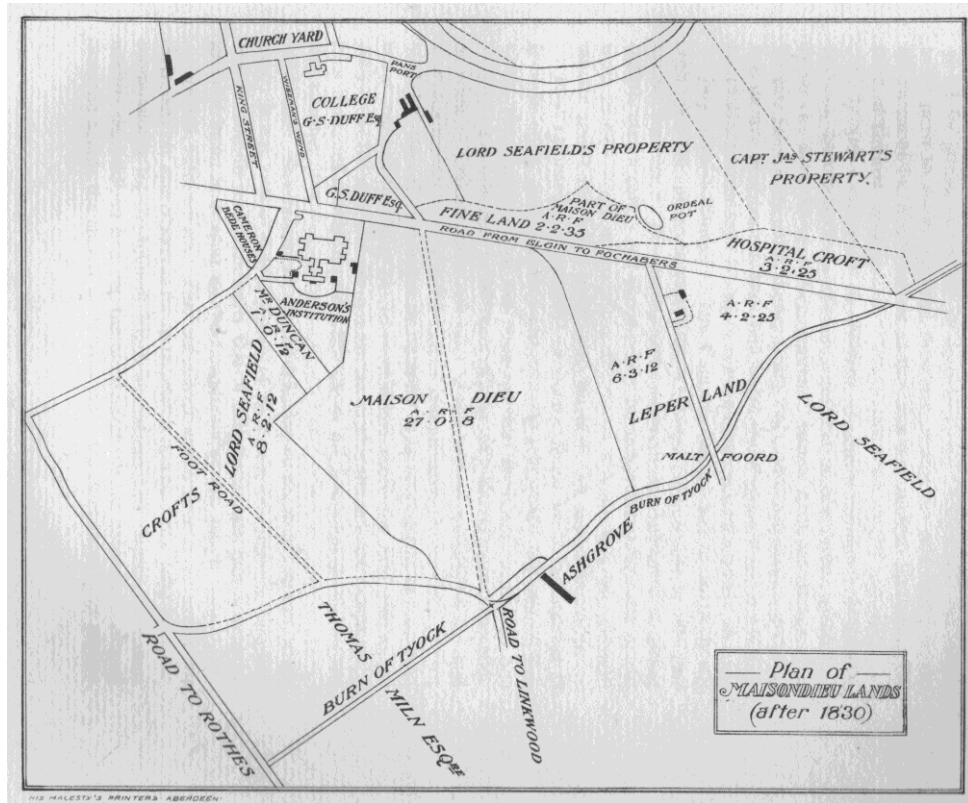 CHURCH YARD
PANS
PORT
KING STREET
WISEMAN'S WYND
COLLEGE
G.S. DUFF Esq
LORD SEAFIELD'S PROPERTY
CAPT. JAS STEWART'S
PROPERTY.
G.S. DUFF Esq.
PART OF
MAISON DIEU
ORDEAL
POT
FINE LAND
A. R. F
2.2.35
ROAD FROM ELGIN TO FOCHABERS
HOSPITAL CROFT
A. R. F
3.2.25
CAMERON
BEDE HOUSES
ANDERSON'S
INSTITUTION
MR DUNCAN
A. R. F
1.0.12
A. R. F
4.2.25
LORD SEAFIELD
A. R. F
8.2.12
MAISON DIEU
A. R. F
27.0.8
A. R. F
6.3.12
LEPER LAND
LORD SEAFIELD
FOOT ROAD
CROFTS
MALT FOORD
BURN OF TYOCK
ASHGROVE
THOMAS
MILN ESQRE
BURN OF TYOCK
ROAD TO ROTHES
ROAD TO LINKWOOD
Plan of
MAISONDIEU LANDS
(after 1830)
HIS MAJESTY'S PRINTERS. ABERDEEN.